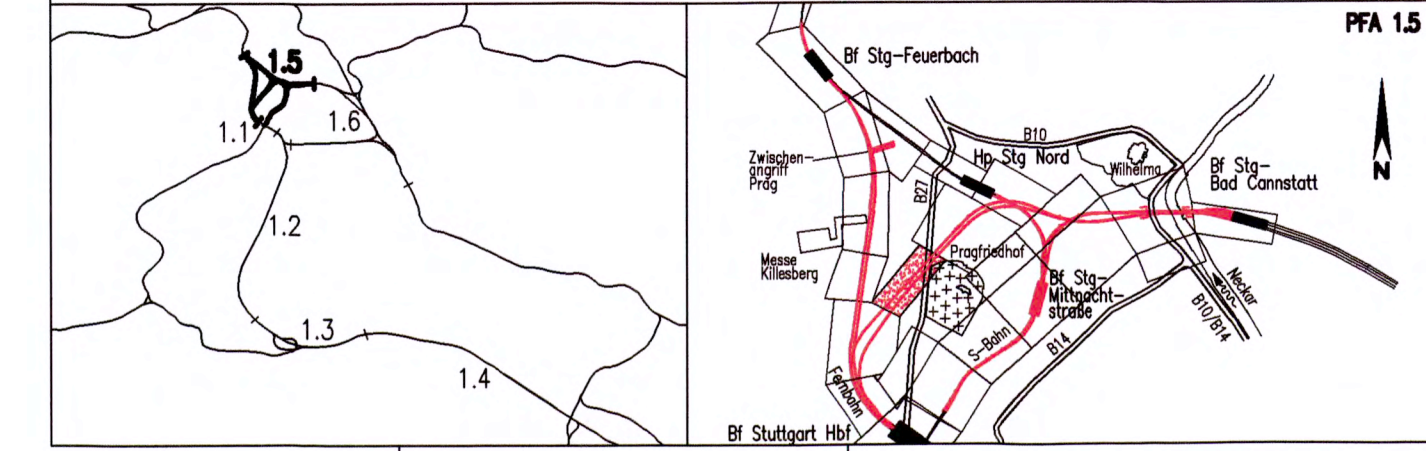 1.5
1.1
1.6
1.2
1.3
1.4
PFA 1.5
Bf Stg-Feuerbach
B10
Zwischen-
angriff
Prag
Hp Stg Nord
Wilhelma
Bf Stg-
Bad Cannstatt
N
B27
Messe
Killesberg
Pragfriedhof
Bf Stg-
Mittnacht-
straße
Neckar
B10/B14
S-Bahn
B14
Fernbahn
Bf Stuttgart Hbf